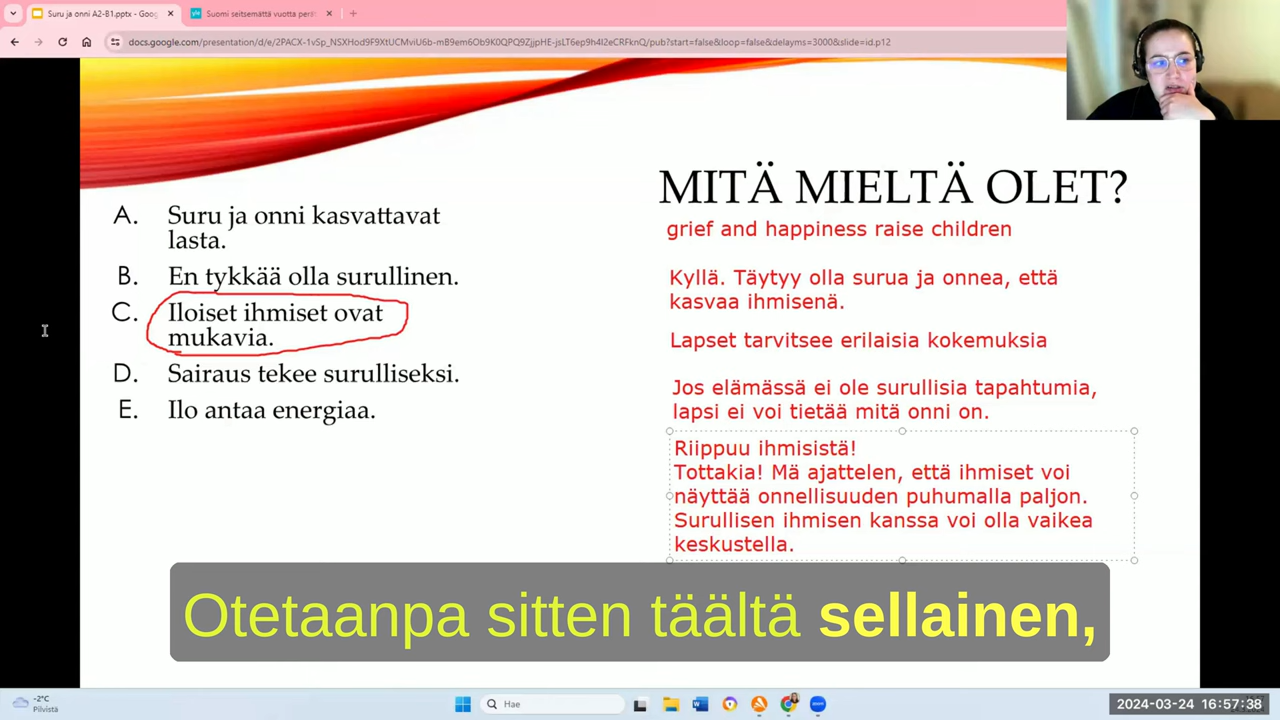 Suru ja onni A2-B1.pptx - Goog
Suomi seitsemättä vuotta perä
docs.google.com/presentation/d/e/2PACX-1vSp_NSXHod9F9XtUCMviU6b-mB9em6Ob9K0QPQ9ZjjpHE-jsLT6ep9h4l2eCRFknQ/pub?start=false&loop=false&delayms=3000&slide=id.p12
MITÄ MIELTÄ OLET?
A. Suru ja onni kasvattavat
lasta.
B. En tykkää olla surullinen.
C. Iloiset ihmiset ovat
mukavia.
D. Sairaus tekee surulliseksi.
E. Ilo antaa energiaa.
grief and happiness raise children
Kyllä. Täytyy olla surua ja onnea, että
kasvaa ihmisenä.
Lapset tarvitsee erilaisia kokemuksia
Jos elämässä ei ole surullisia tapahtumia,
lapsi ei voi tietää mitä onni on.
Riippuu ihmisistä!
Tottakia! Mä ajattelen, että ihmiset voi
näyttää onnellisuuden puhumalla paljon.
Surullisen ihmisen kanssa voi olla vaikea
keskustella.
Otetaanpa sitten täältä sellainen,
-2°C
Pilvistä
Hae
2024-03-24 16:57:38